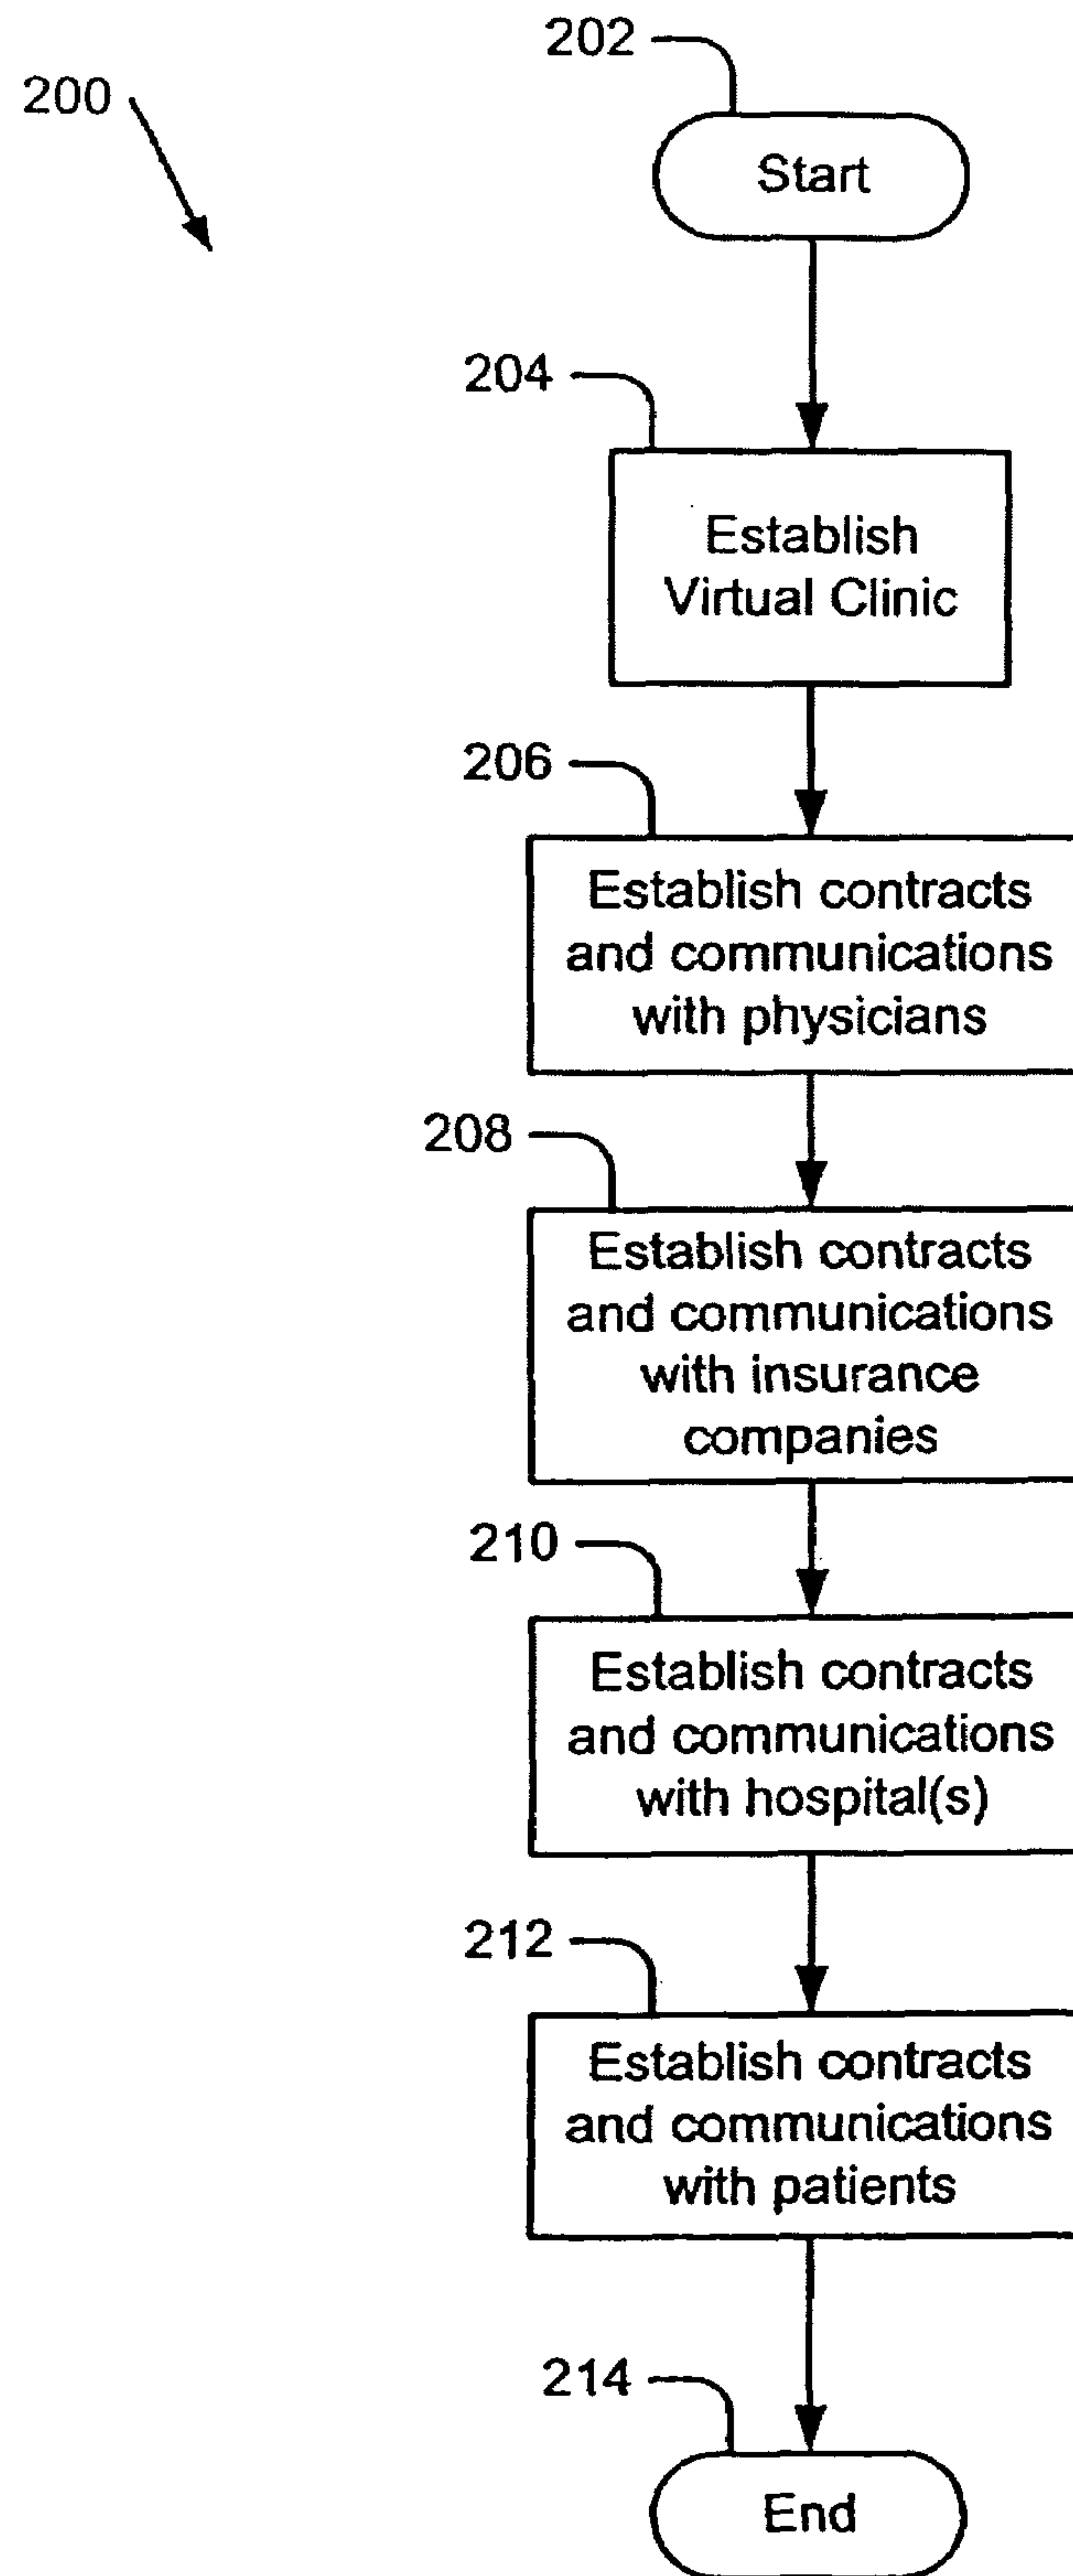 202
200
Start
204
Establish
Virtual Clinic
206
Establish contracts
and communications
with physicians
208
Establish contracts
and communications
with insurance
companies
210
Establish contracts
and communications
with hospital(s)
212
Establish contracts
and communications
with patients
214
End